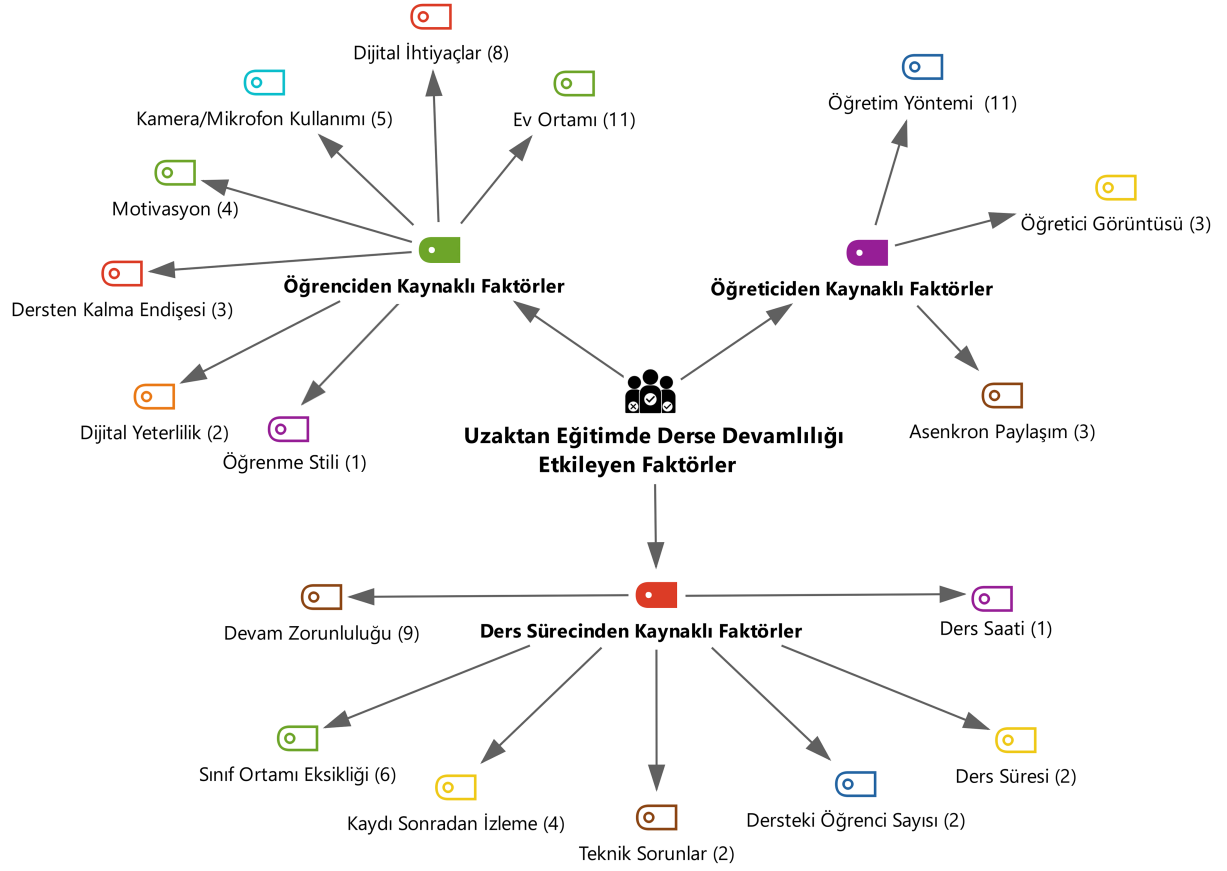 Dijital İhtiyaçlar (8)
Kamera/Mikrofon Kullanımı (5)
Ev Ortamı (11)
Motivasyon (4)
Dersten Kalma Endişesi (3)
Öğrenciden Kaynaklı Faktörler
Dijital Yeterlilik (2)
Öğrenme Stili (1)
Öğretim Yöntemi (11)
Öğretici Görüntüsü (3)
Öğreticiden Kaynaklı Faktörler
Asenkron Paylaşım (3)
Uzaktan Eğitimde Derse Devamlılığı
Etkileyen Faktörler
Ders Sürecinden Kaynaklı Faktörler
Devam Zorunluluğu (9)
Ders Saati (1)
Sınıf Ortamı Eksikliği (6)
Ders Süresi (2)
Kaydı Sonradan İzleme (4)
Dersteki Öğrenci Sayısı (2)
Teknik Sorunlar (2)